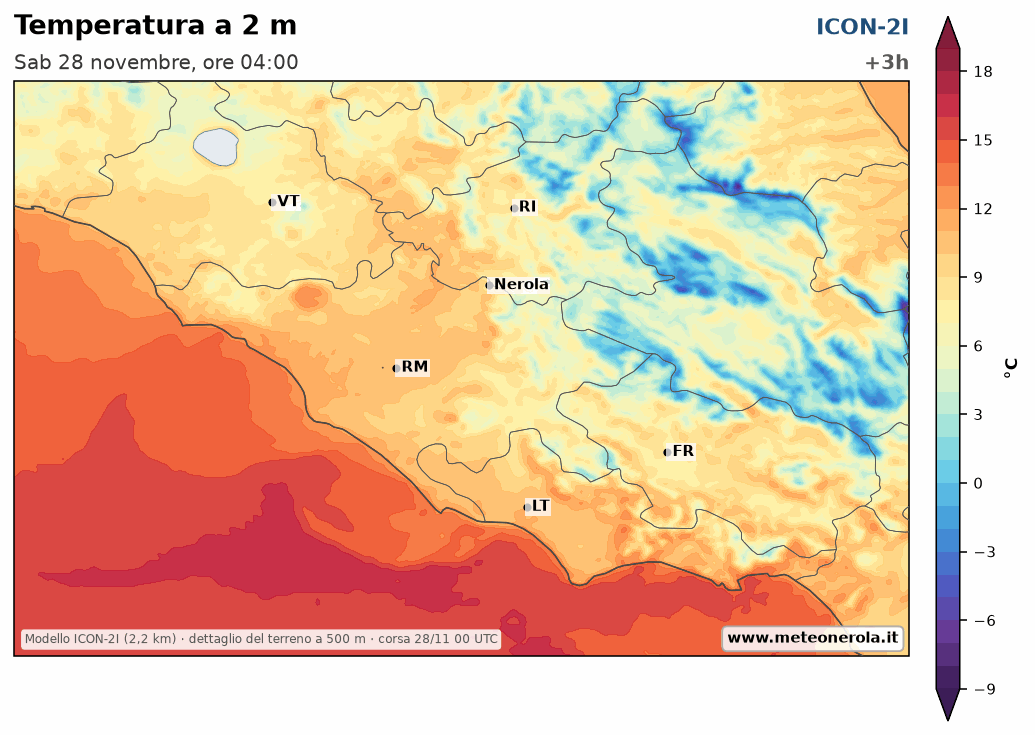 Temperatura a 2 m
ICON-2I
Sab 28 novembre, ore 04:00
+3h
18
15
12
9
6
3
0
−3
−6
−9
°C
VT
RI
Nerola
RM
FR
LT
Modello ICON-2I (2,2 km) · dettaglio del terreno a 500 m · corsa 28/11 00 UTC
www.meteonerola.it